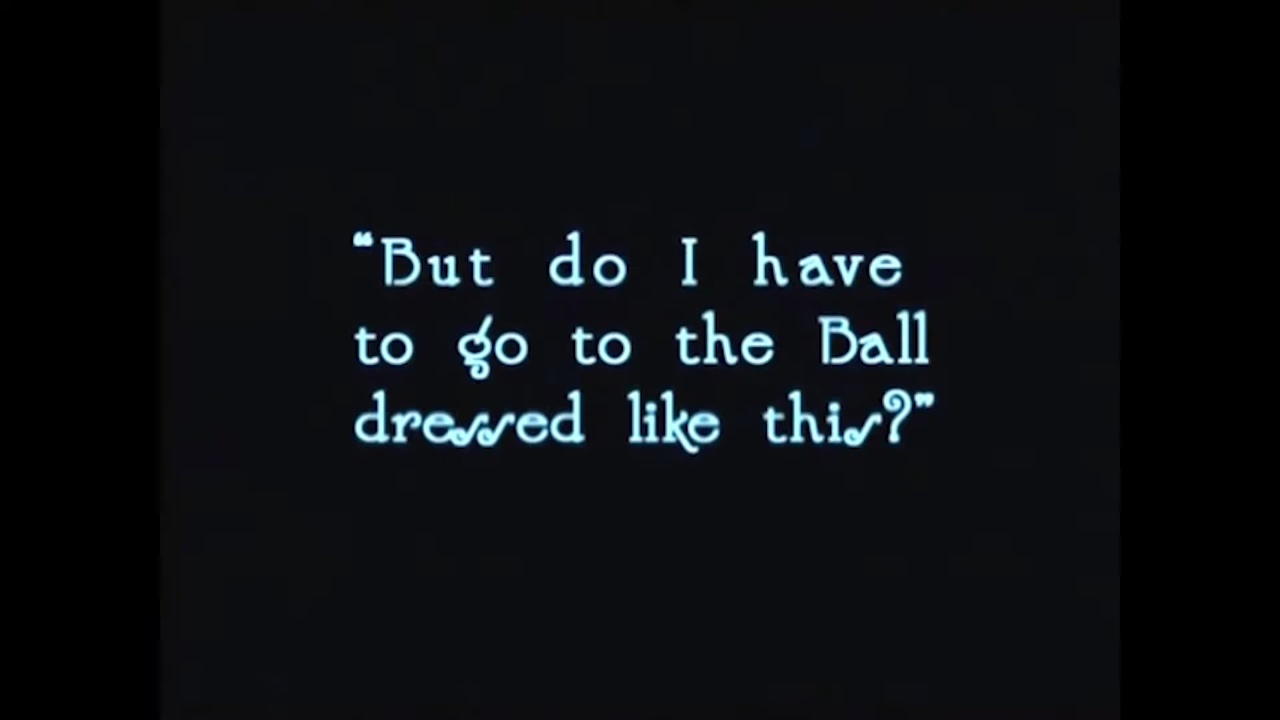 “But do I have
to go to the Ball
dressed like this?”